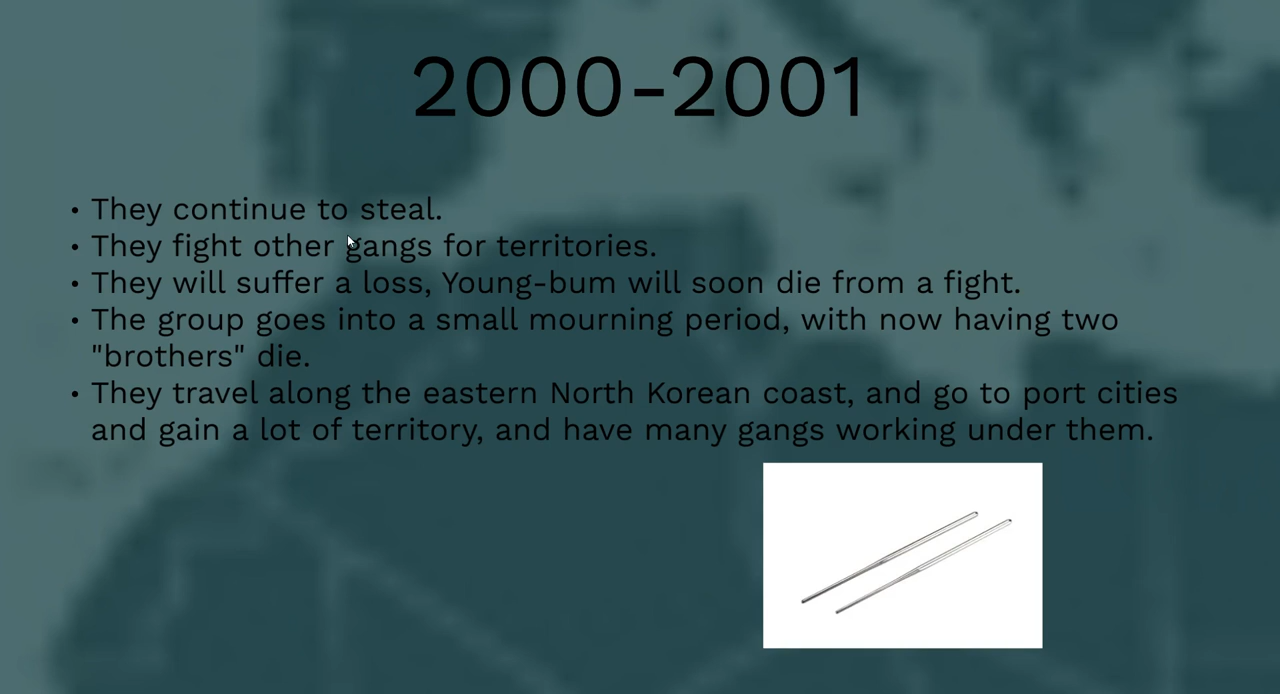 2000-2001
• They continue to steal.
• They fight other gangs for territories.
• They will suffer a loss, Young-bum will soon die from a fight.
• The group goes into a small mourning period, with now having two
"brothers" die.
• They travel along the eastern North Korean coast, and go to port cities
and gain a lot of territory, and have many gangs working under them.